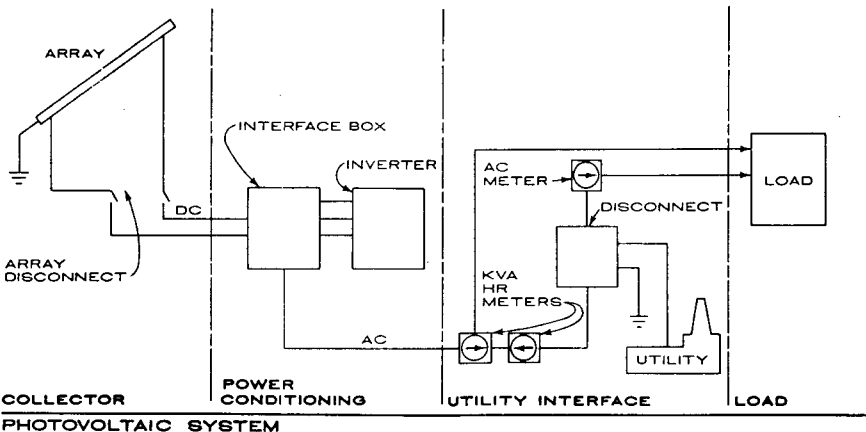 ARRAY
INTERFACE BOX
INVERTER
DC
ARRAY
DISCONNECT
AC
AC
METER
LOAD
DISCONNECT
KVA
HR
METERS
UTILITY
COLLECTOR
POWER
CONDITIONING
UTILITY INTERFACE
LOAD
PHOTOVOLTAIC SYSTEM